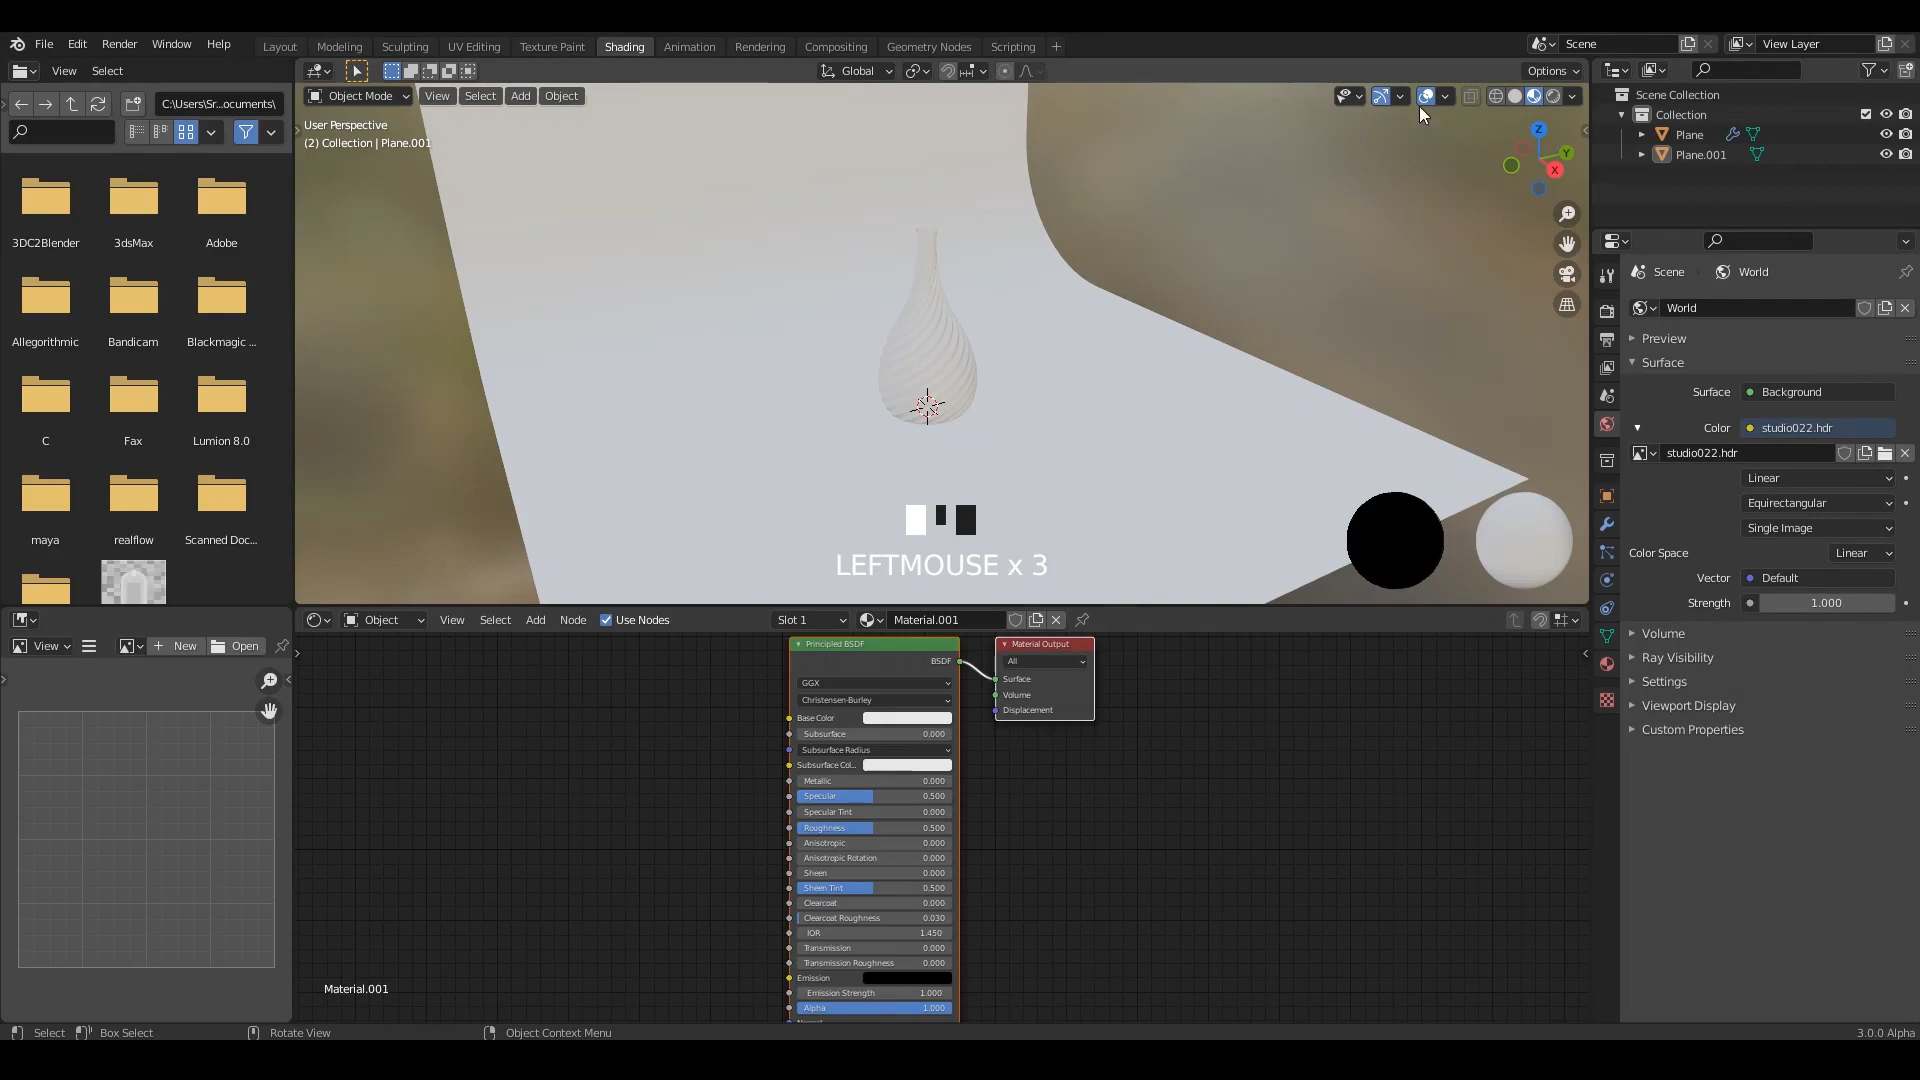 File Edit Render Window Help
Layout Modeling Sculpting UV Editing Texture Paint Shading Animation Rendering Compositing Geometry Nodes Scripting +
Scene
View Layer
View Select
C:\Users\Sr...ocuments\
3DC2Blender 3dsMax Adobe
Allegorithmic Bandicam Blackmagic ...
C Fax Lumion 8.0
maya realflow Scanned Doc...
Global
Options
Object Mode View Select Add Object
User Perspective
(2) Collection | Plane.001
Z
Y
X
LEFTMOUSE x 3
View
New
Open
Object View Select Add Node Use Nodes
Slot 1
Material.001
Principled BSDF
BSDF
GGX
Christensen-Burley
Base Color
Subsurface 0.000
Subsurface Radius
Subsurface Col...
Metallic 0.000
Specular 0.500
Specular Tint 0.000
Roughness 0.500
Anisotropic 0.000
Anisotropic Rotation 0.000
Sheen 0.000
Sheen Tint 0.500
Clearcoat 0.000
Clearcoat Roughness 0.030
IOR 1.450
Transmission 0.000
Transmission Roughness 0.000
Emission
Emission Strength 1.000
Alpha 1.000
Material Output
All
Surface
Volume
Displacement
Material.001
Scene Collection
Collection
Plane
Plane.001
Scene World
World
Preview
Surface
Surface Background
Color studio022.hdr
studio022.hdr
Linear
Equirectangular
Single Image
Color Space Linear
Vector Default
Strength 1.000
Volume
Ray Visibility
Settings
Viewport Display
Custom Properties
Select Box Select Rotate View Object Context Menu
3.0.0 Alpha